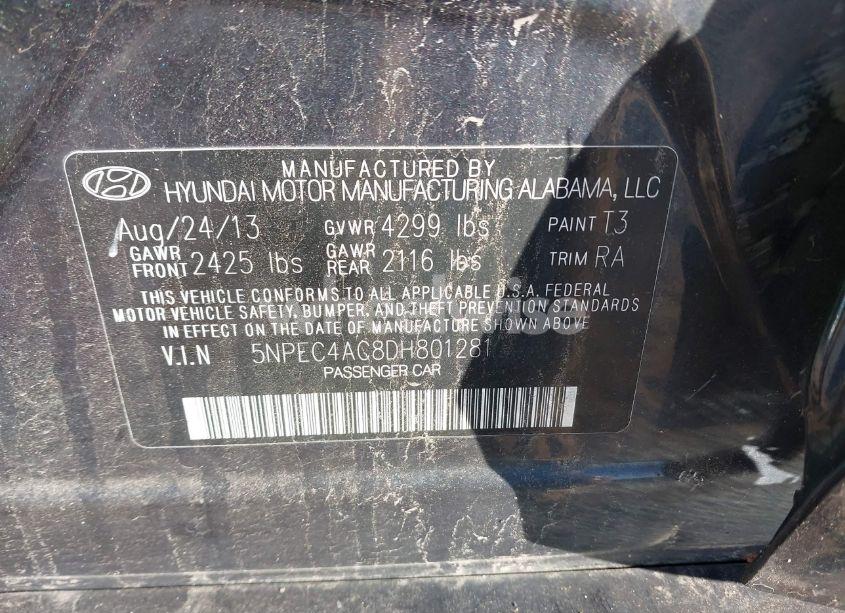 MANUFACTURED BY
HYUNDAI MOTOR MANUFACTURING ALABAMA, LLC
Aug/24/13 GVWR 4299 lbs PAINT T3
GAWR FRONT 2425 lbs GAWR REAR 2116 lbs TRIM RA
THIS VEHICLE CONFORMS TO ALL APPLICABLE U.S.A. FEDERAL
MOTOR VEHICLE SAFETY, BUMPER, AND THEFT PREVENTION STANDARDS
IN EFFECT ON THE DATE OF MANUFACTURE SHOWN ABOVE
V.I.N 5NPEC4AC8DH801281
PASSENGER CAR